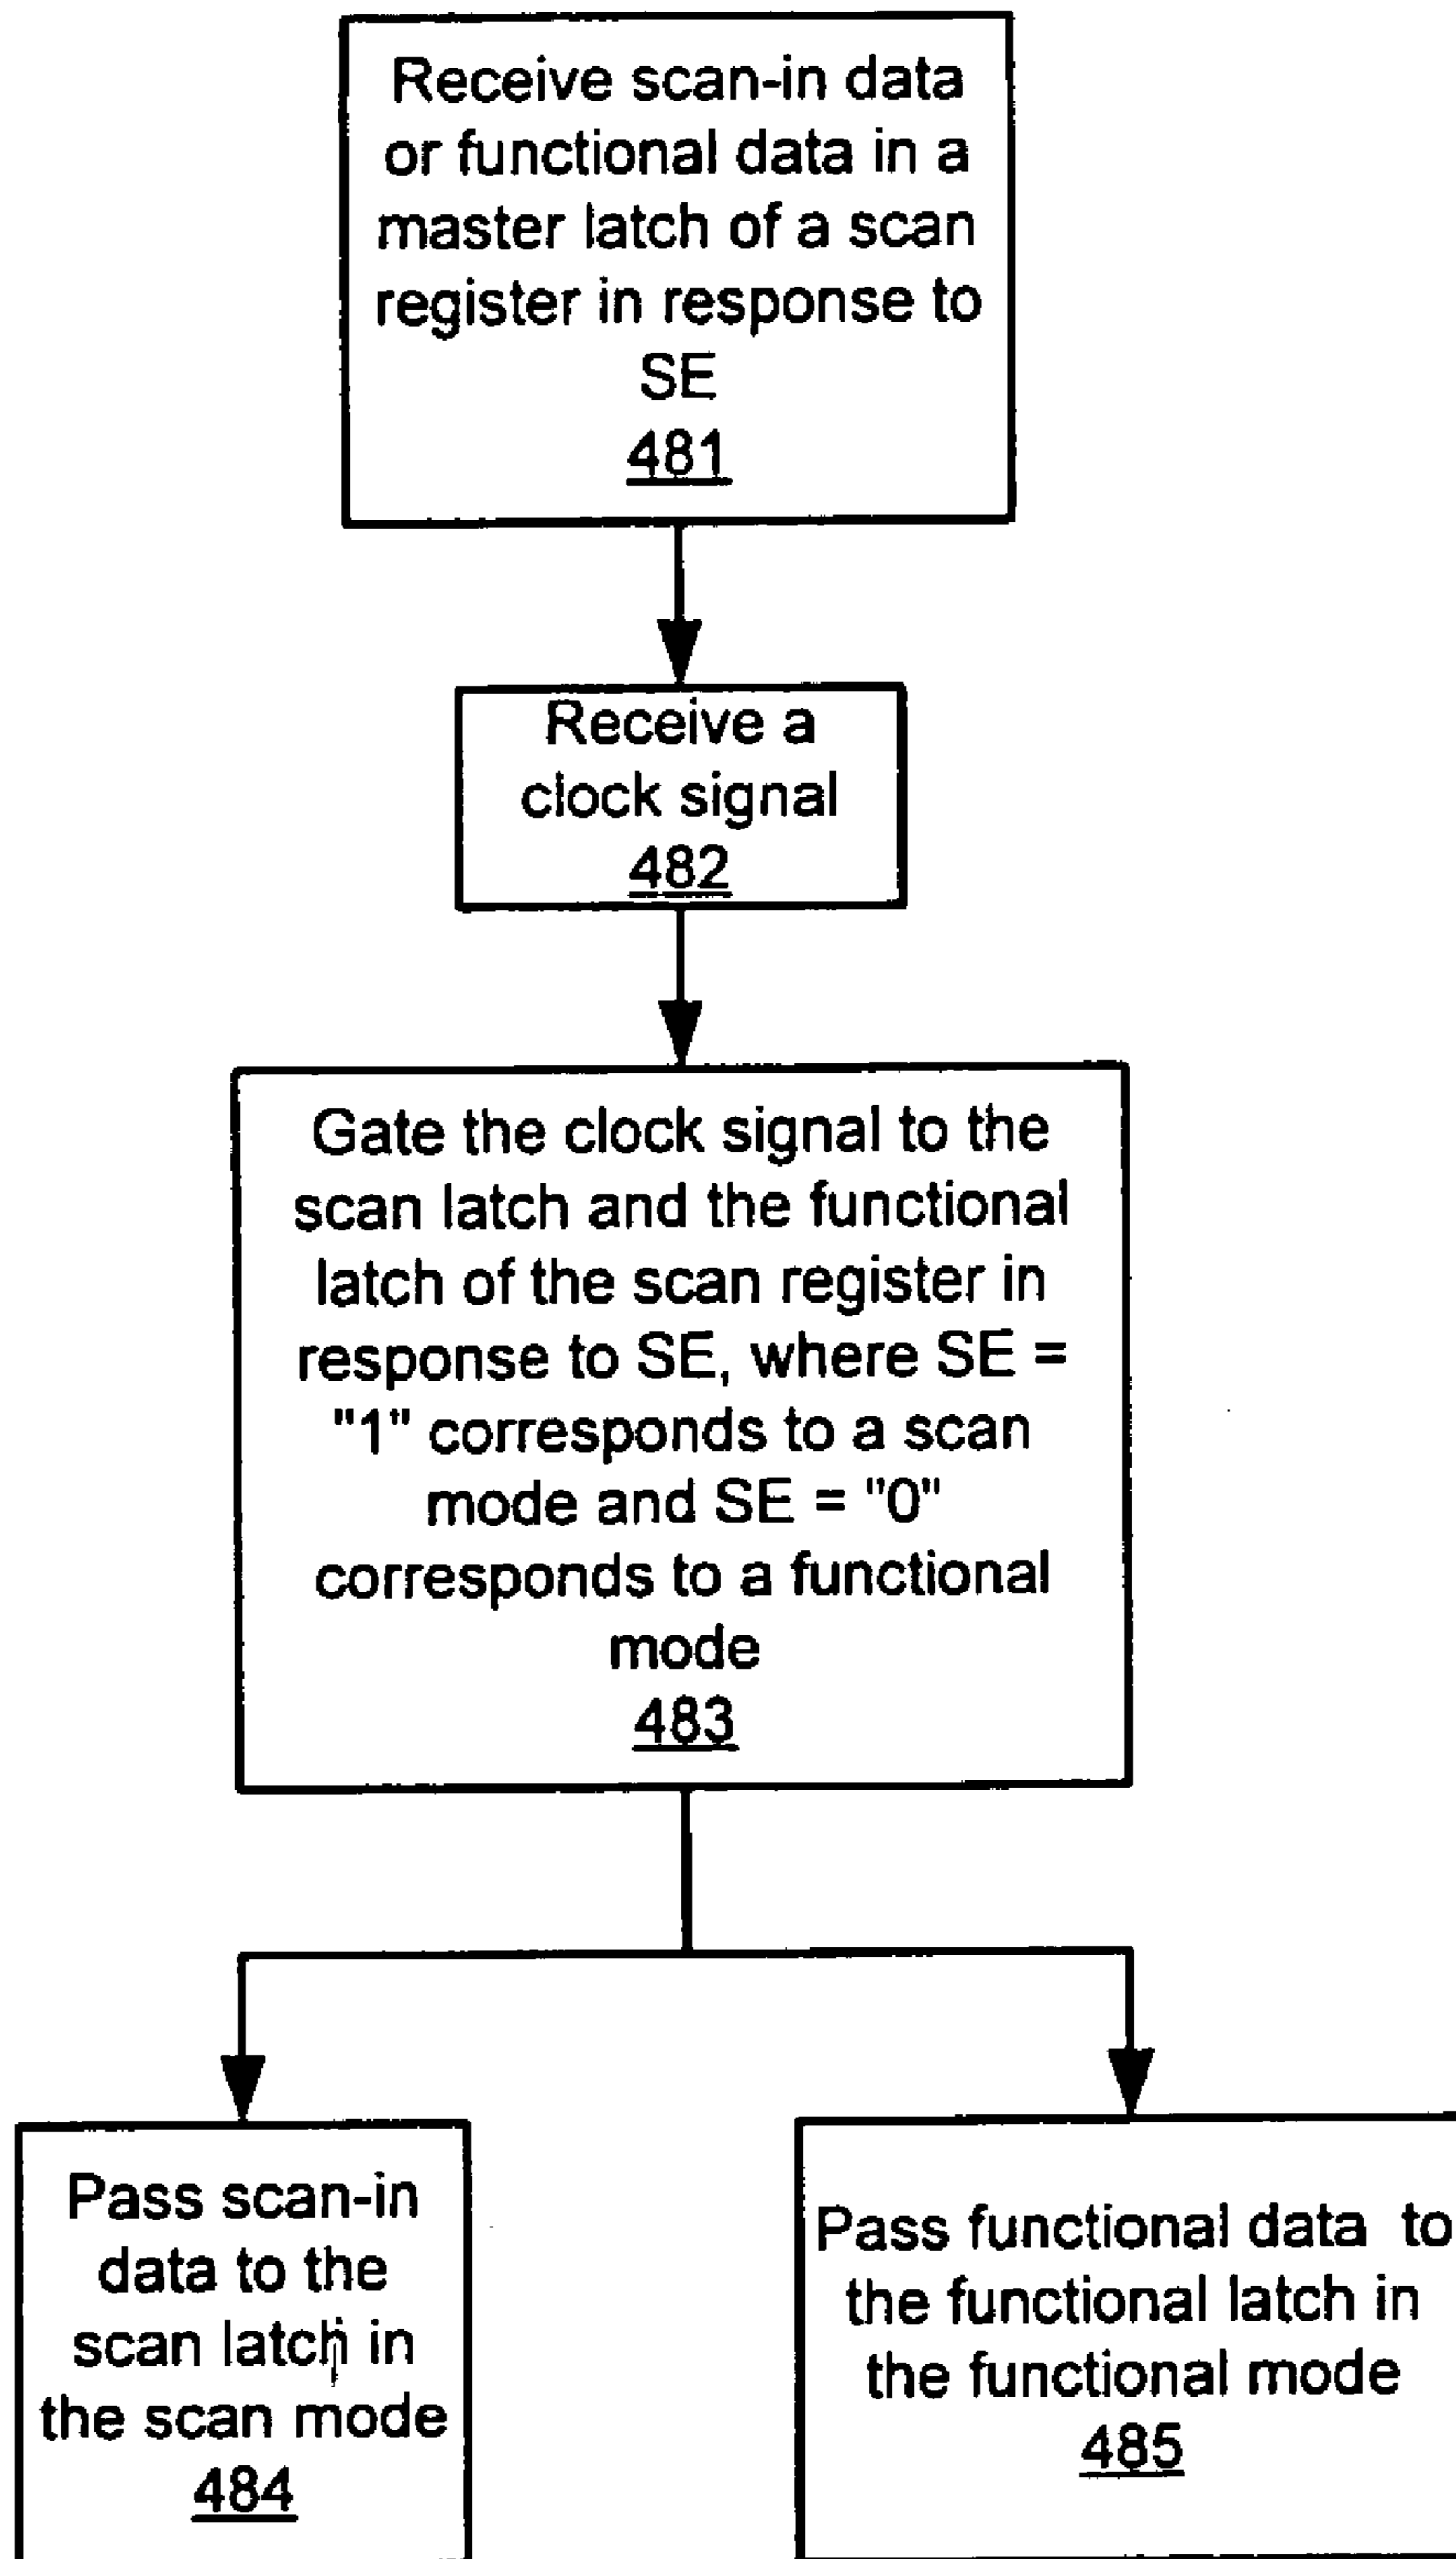 Receive scan-in data
or functional data in a
master latch of a scan
register in response to
SE
481
Receive a
clock signal
482
Gate the clock signal to the
scan latch and the functional
latch of the scan register in
response to SE, where SE =
"1" corresponds to a scan
mode and SE = "0"
corresponds to a functional
mode
483
Pass scan-in
data to the
scan latch in
the scan mode
484
Pass functional data to
the functional latch in
the functional mode
485